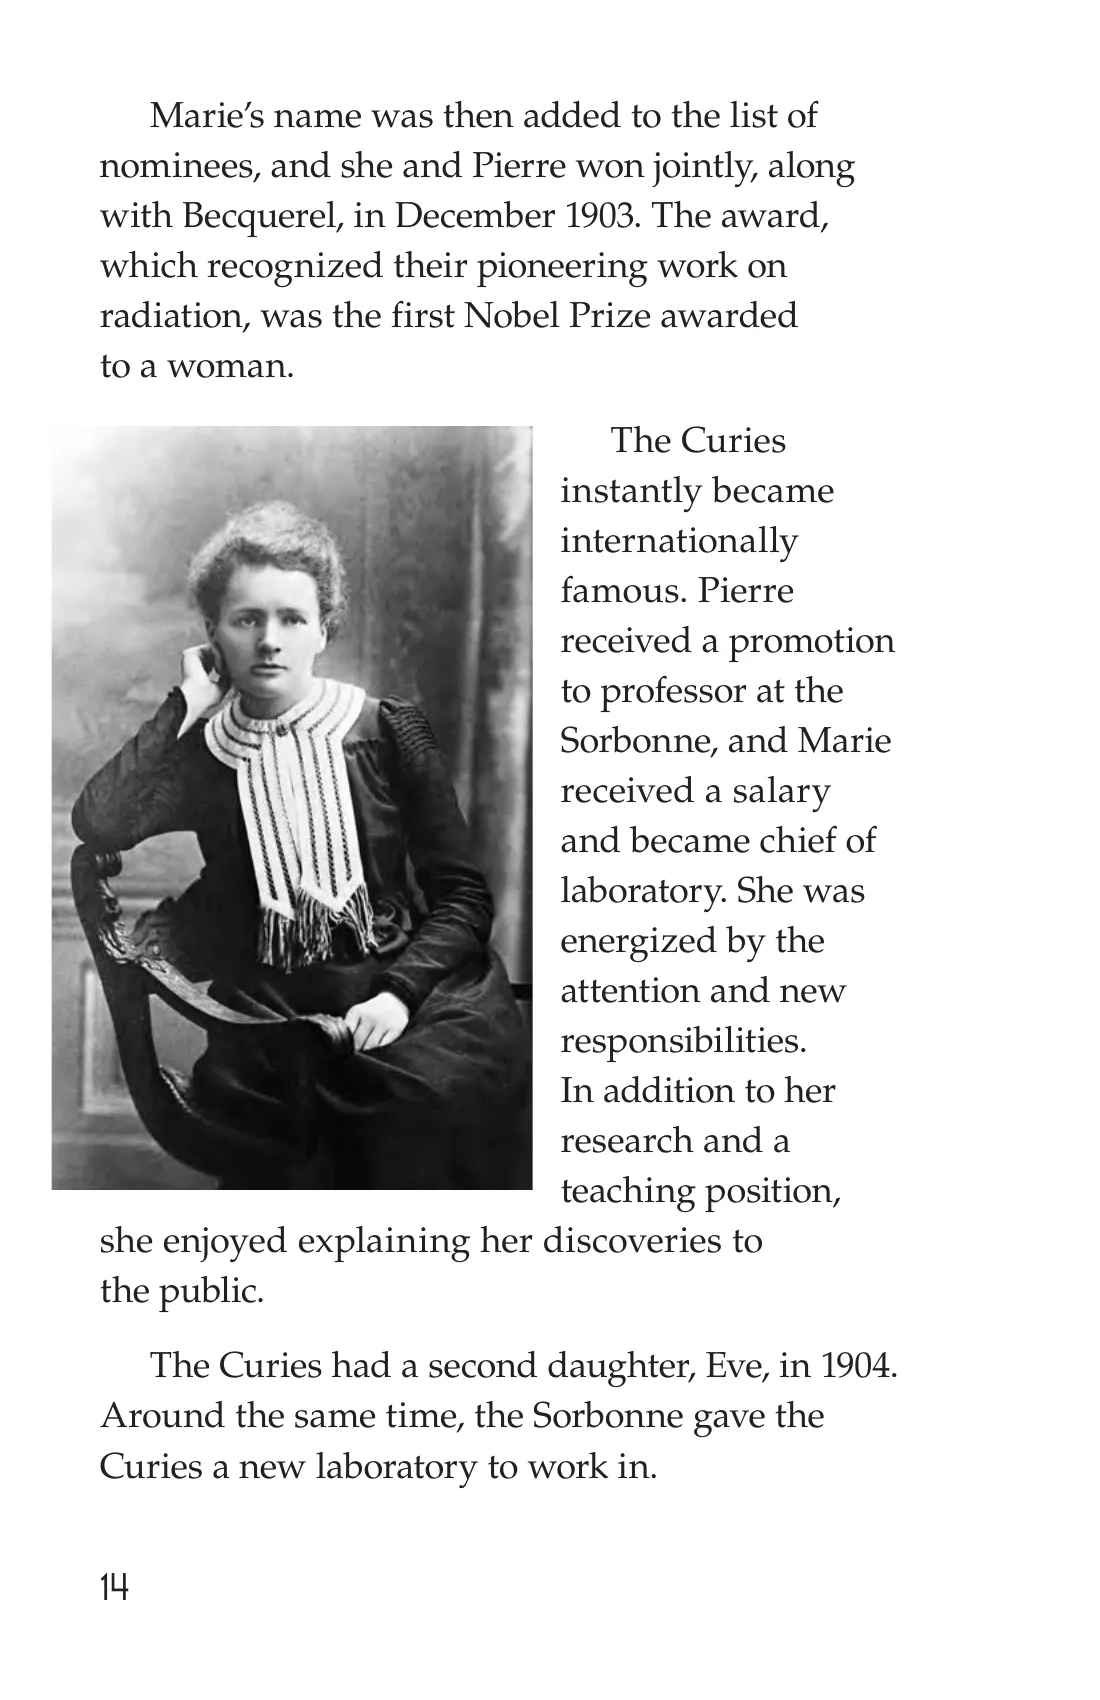 Marie’s name was then added to the list of
nominees, and she and Pierre won jointly, along
with Becquerel, in December 1903. The award,
which recognized their pioneering work on
radiation, was the first Nobel Prize awarded
to a woman.
The Curies
instantly became
internationally
famous. Pierre
received a promotion
to professor at the
Sorbonne, and Marie
received a salary
and became chief of
laboratory. She was
energized by the
attention and new
responsibilities.
In addition to her
research and a
teaching position,
she enjoyed explaining her discoveries to
the public.
The Curies had a second daughter, Eve, in 1904.
Around the same time, the Sorbonne gave the
Curies a new laboratory to work in.
14